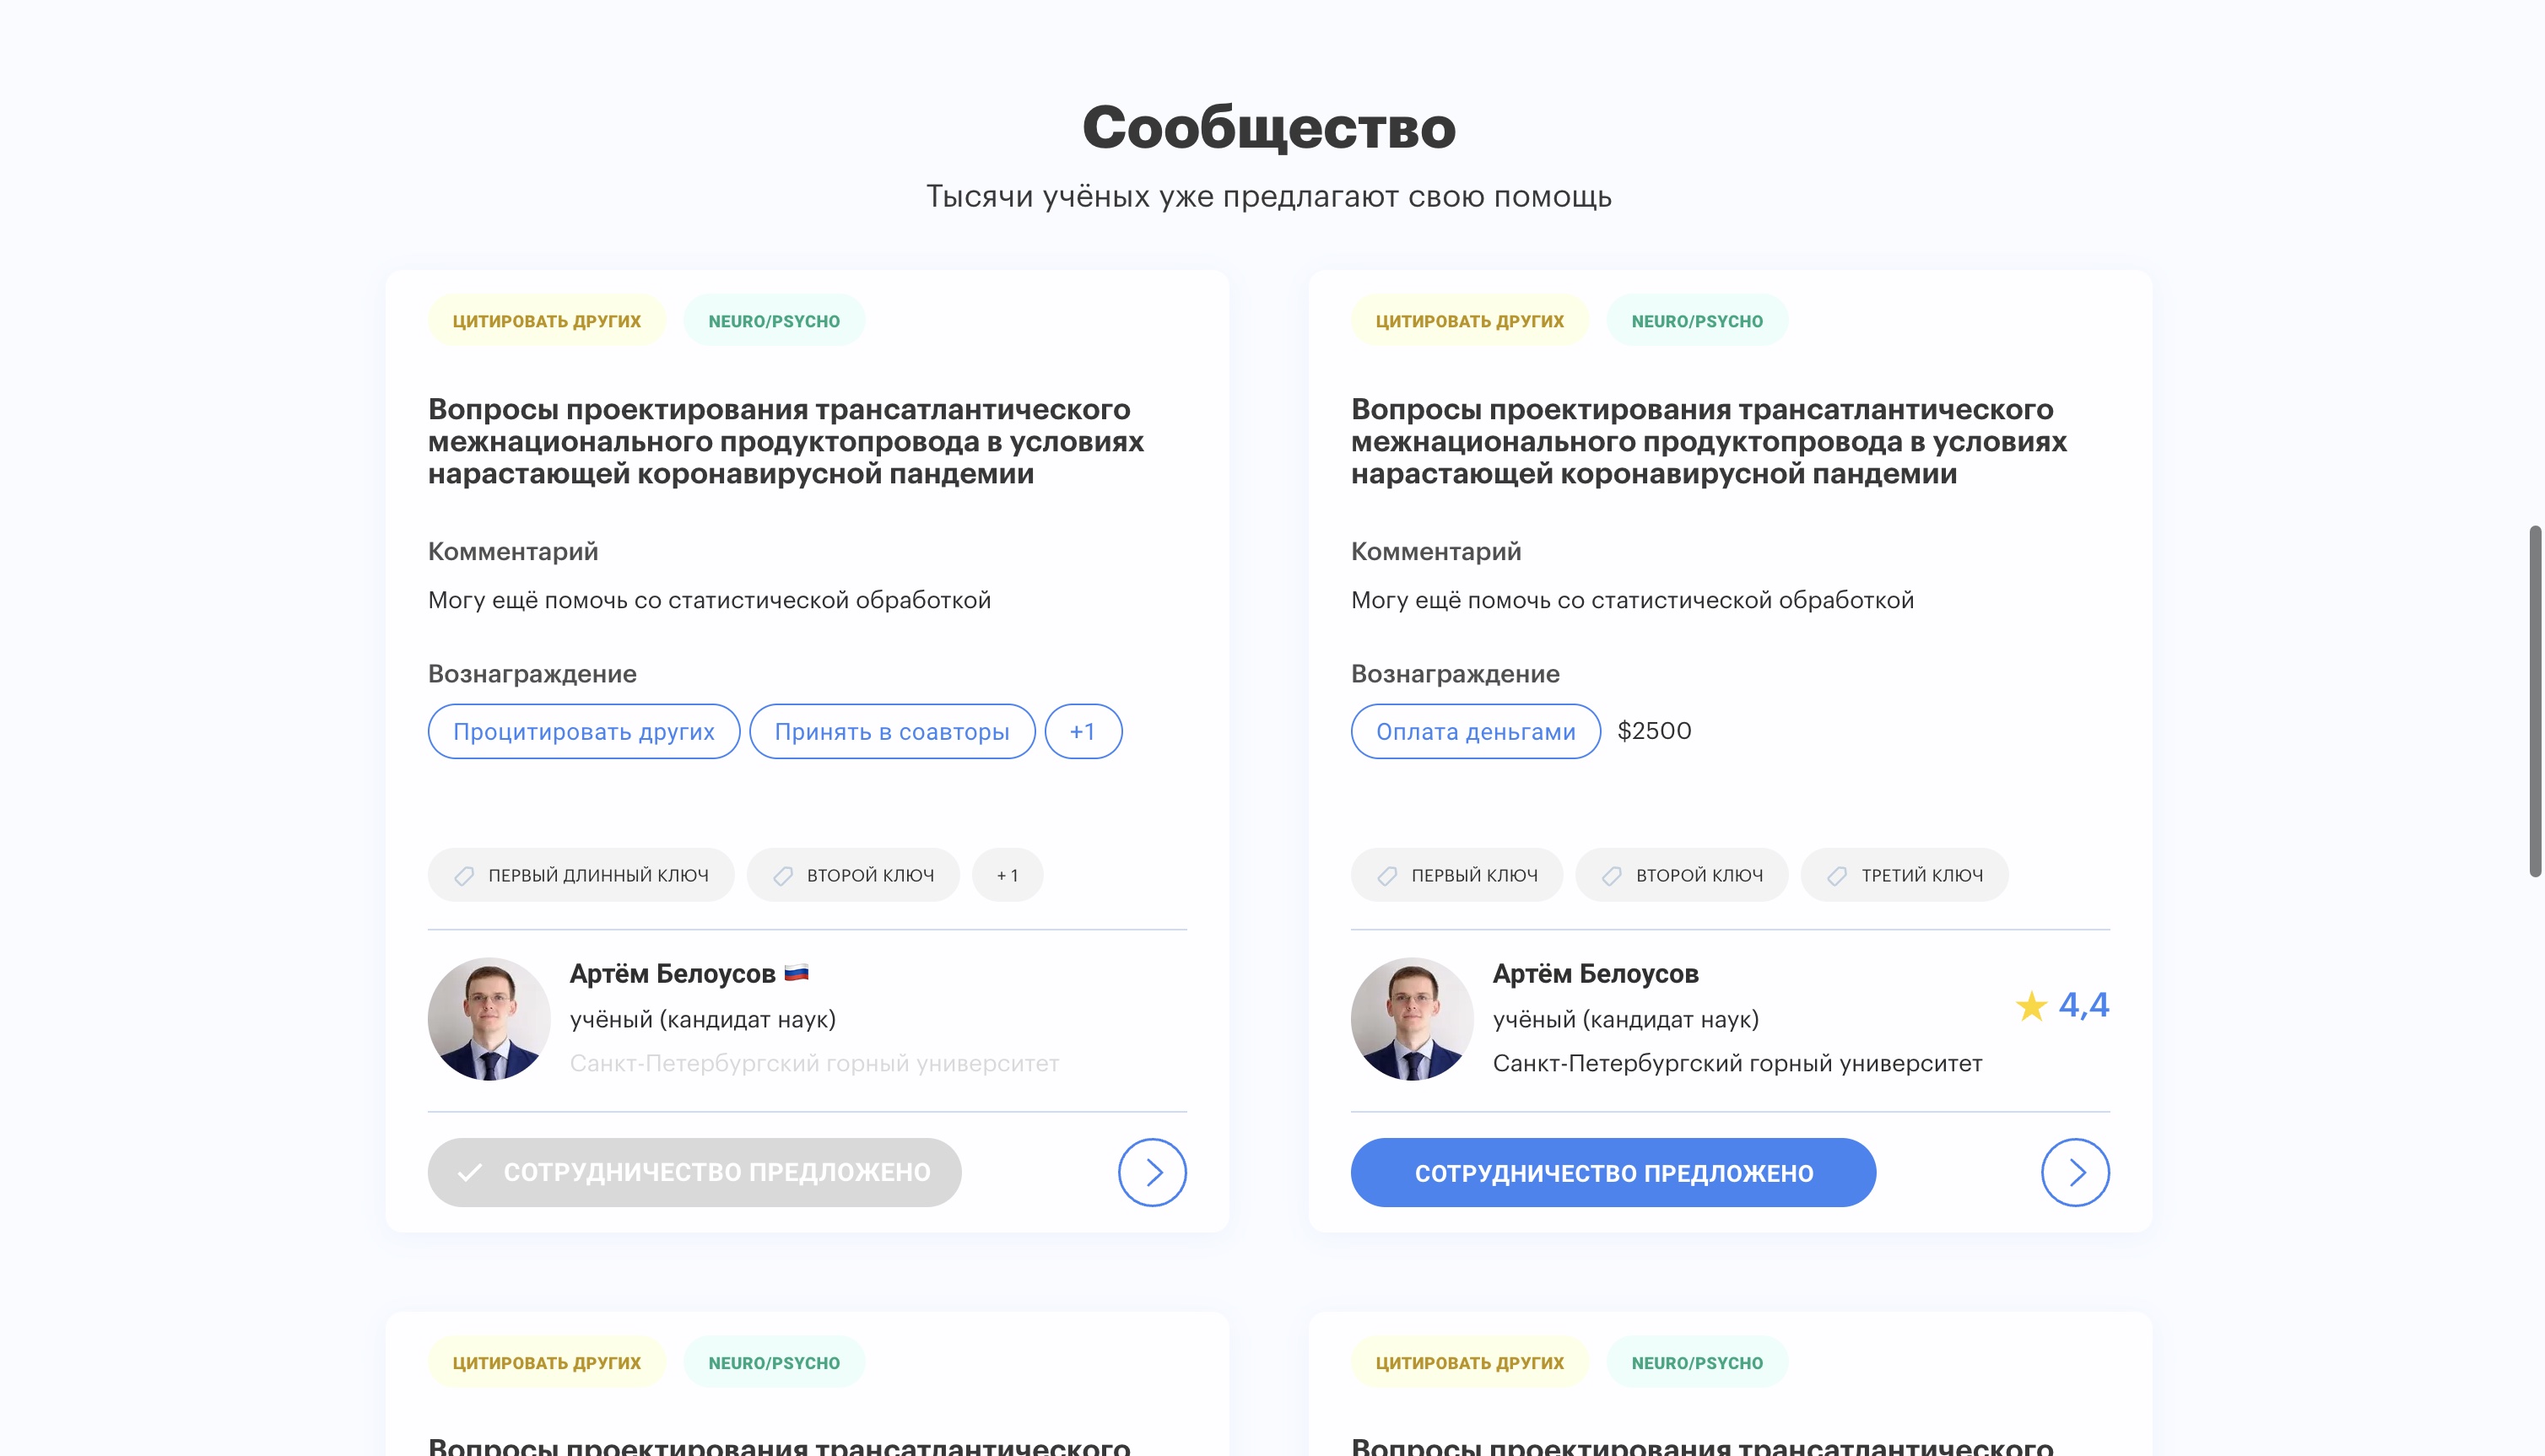 Сообщество
Тысячи учёных уже предлагают свою помощь
ЦИТИРОВАТЬ ДРУГИХ
NEURO/PSYCHO
Вопросы проектирования трансатлантического
межнационального продуктопровода в условиях
нарастающей коронавирусной пандемии
Комментарий
Могу ещё помочь со статистической обработкой
Вознаграждение
Процитировать других
Принять в соавторы
+1
ПЕРВЫЙ ДЛИННЫЙ КЛЮЧ
ВТОРОЙ КЛЮЧ
+ 1
Артём Белоусов
учёный (кандидат наук)
Санкт-Петербургский горный университет
СОТРУДНИЧЕСТВО ПРЕДЛОЖЕНО
ЦИТИРОВАТЬ ДРУГИХ
NEURO/PSYCHO
Вопросы проектирования трансатлантического
межнационального продуктопровода в условиях
нарастающей коронавирусной пандемии
Комментарий
Могу ещё помочь со статистической обработкой
Вознаграждение
Оплата деньгами
$2500
ПЕРВЫЙ КЛЮЧ
ВТОРОЙ КЛЮЧ
ТРЕТИЙ КЛЮЧ
Артём Белоусов
учёный (кандидат наук)
Санкт-Петербургский горный университет
4,4
СОТРУДНИЧЕСТВО ПРЕДЛОЖЕНО
ЦИТИРОВАТЬ ДРУГИХ
NEURO/PSYCHO
Вопросы проектирования трансатлантического
ЦИТИРОВАТЬ ДРУГИХ
NEURO/PSYCHO
Вопросы проектирования трансатлантического